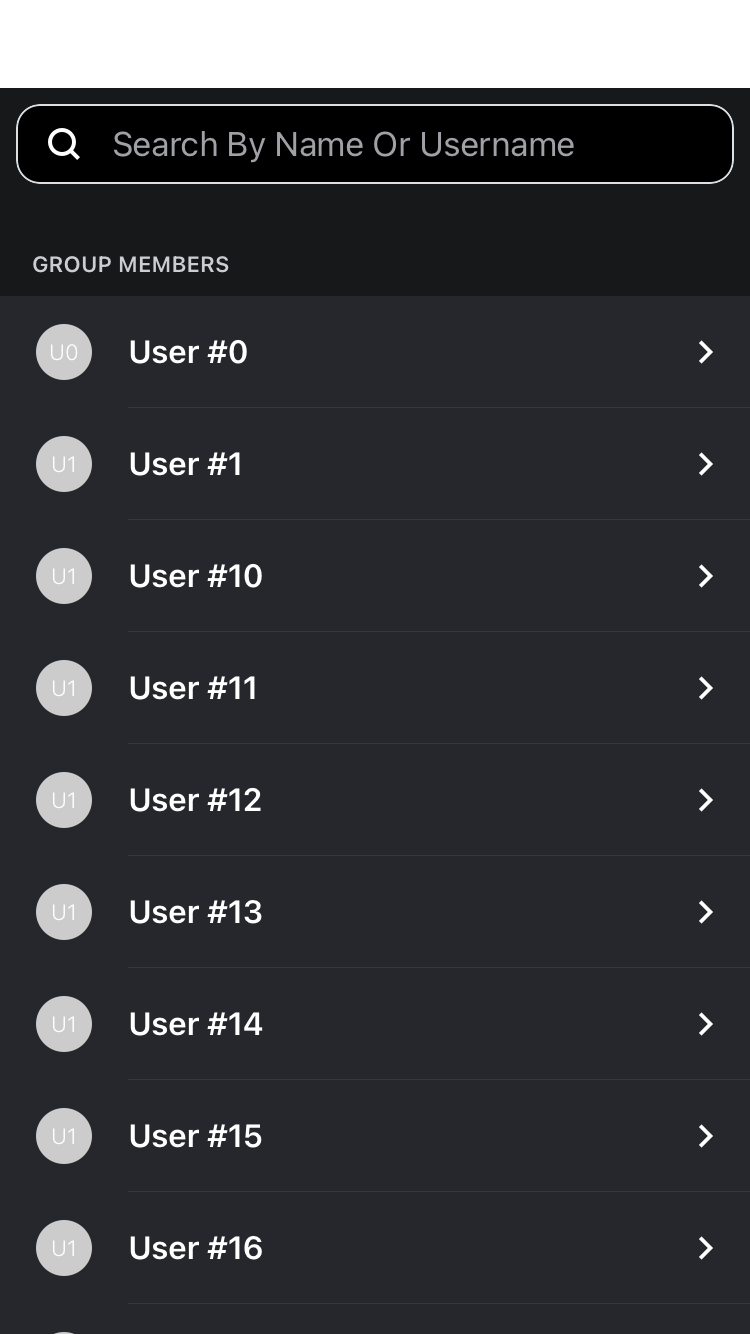 Search By Name Or Username
GROUP MEMBERS
U0 User #0
U1 User #1
U1 User #10
U1 User #11
U1 User #12
U1 User #13
U1 User #14
U1 User #15
U1 User #16